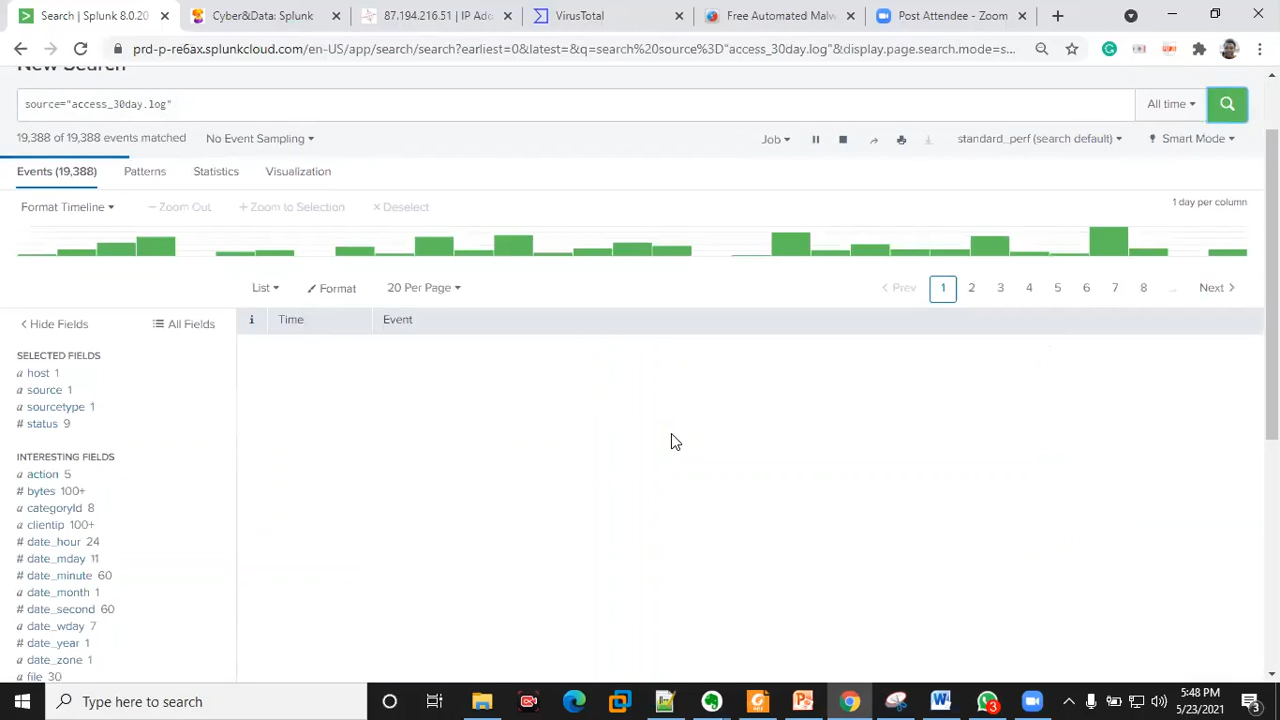 Search | Splunk 8.0.20
Cyber&Data: Splunk
87.194.216.51 | IP Ado
VirusTotal
Free Automated Malw
Post Attendee - Zoom
prd-p-re6ax.splunkcloud.com/en-US/app/search/search?earliest=0&latest=&q=search%20source%3D"access_30day.log"&display.page.search.mode=s...
New Search
source="access_30day.log"
All time
19,388 of 19,388 events matched
No Event Sampling
Job
standard_perf (search default)
Smart Mode
Events (19,388)
Patterns
Statistics
Visualization
Format Timeline
– Zoom Out
+ Zoom to Selection
× Deselect
1 day per column
List
Format
20 Per Page
< Prev
1
2
3
4
5
6
7
8
...
Next >
< Hide Fields
All Fields
i
Time
Event
SELECTED FIELDS
a host 1
a source 1
a sourcetype 1
# status 9
INTERESTING FIELDS
a action 5
# bytes 100+
a categoryId 8
a clientip 100+
# date_hour 24
# date_mday 11
# date_minute 60
a date_month 1
# date_second 60
a date_wday 7
# date_year 1
a date_zone 1
a file 30
Type here to search
3
5:48 PM
5/23/2021
3